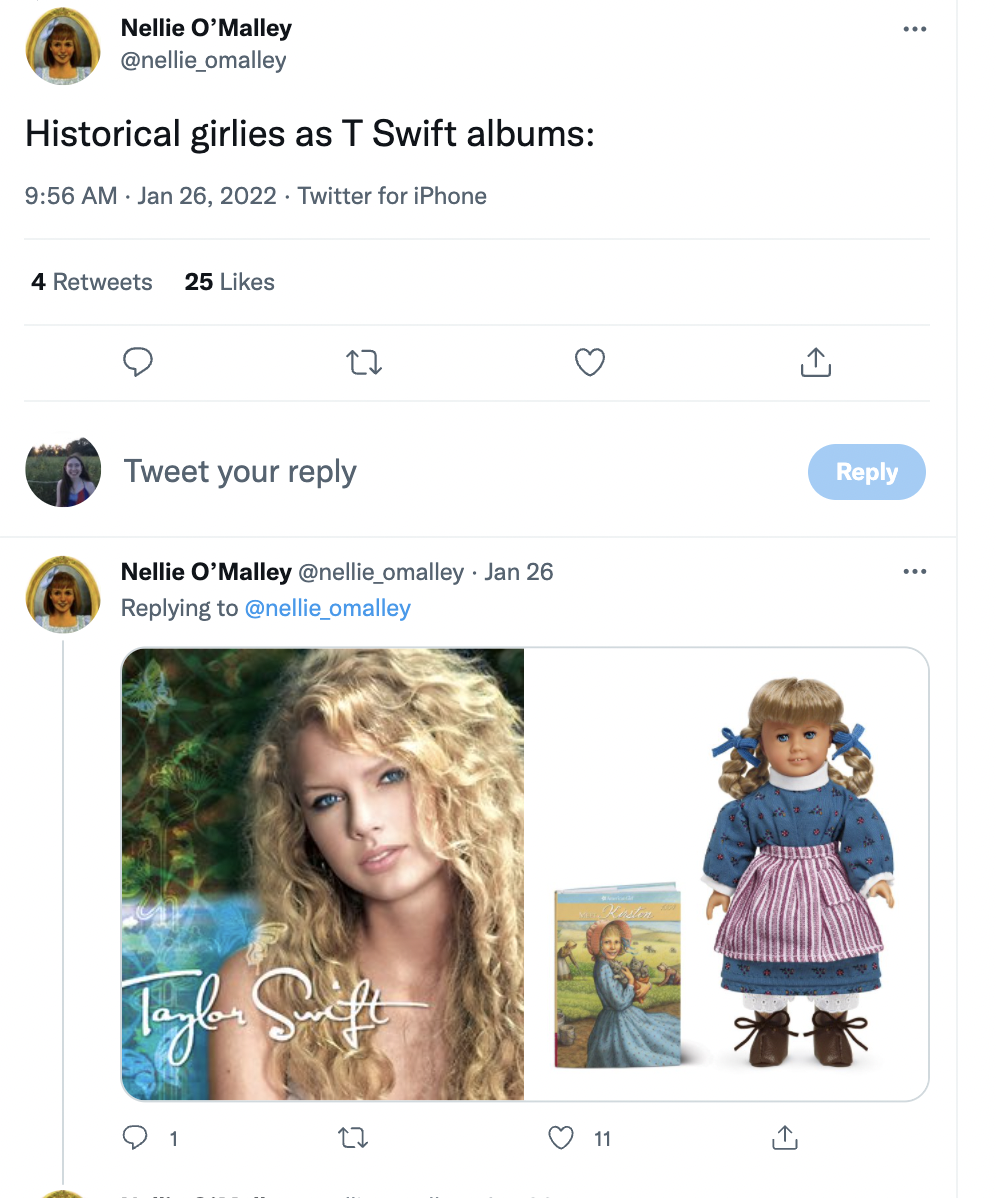 Nellie O’Malley
@nellie_omalley
Historical girlies as T Swift albums:
9:56 AM · Jan 26, 2022 · Twitter for iPhone
4 Retweets 25 Likes
Tweet your reply
Reply
Nellie O’Malley @nellie_omalley · Jan 26
Replying to @nellie_omalley
Taylor Swift
Kirsten
1 11